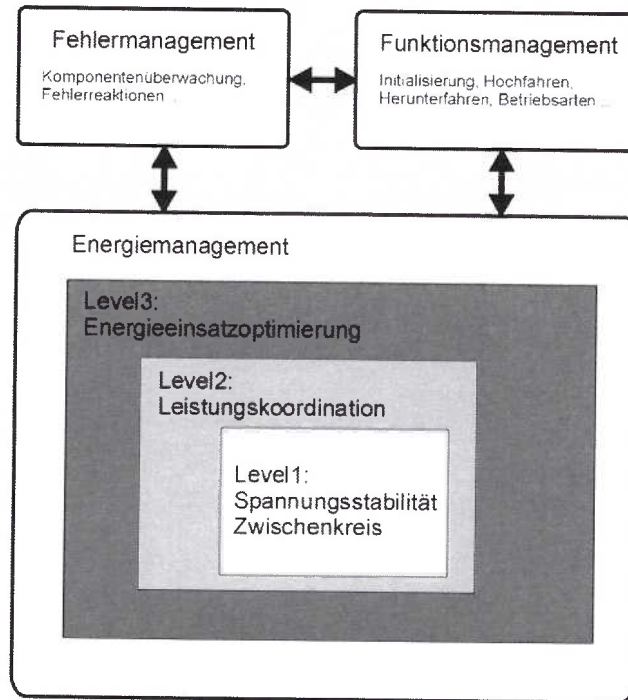 Fehlermanagement
Komponentenüberwachung,
Fehlerreaktionen ...
Funktionsmanagement
Initialisierung, Hochfahren,
Herunterfahren, Betriebsarten ...
Energiemanagement
Level3:
Energieeinsatzoptimierung
Level2:
Leistungskoordination
Level1:
Spannungsstabilität
Zwischenkreis